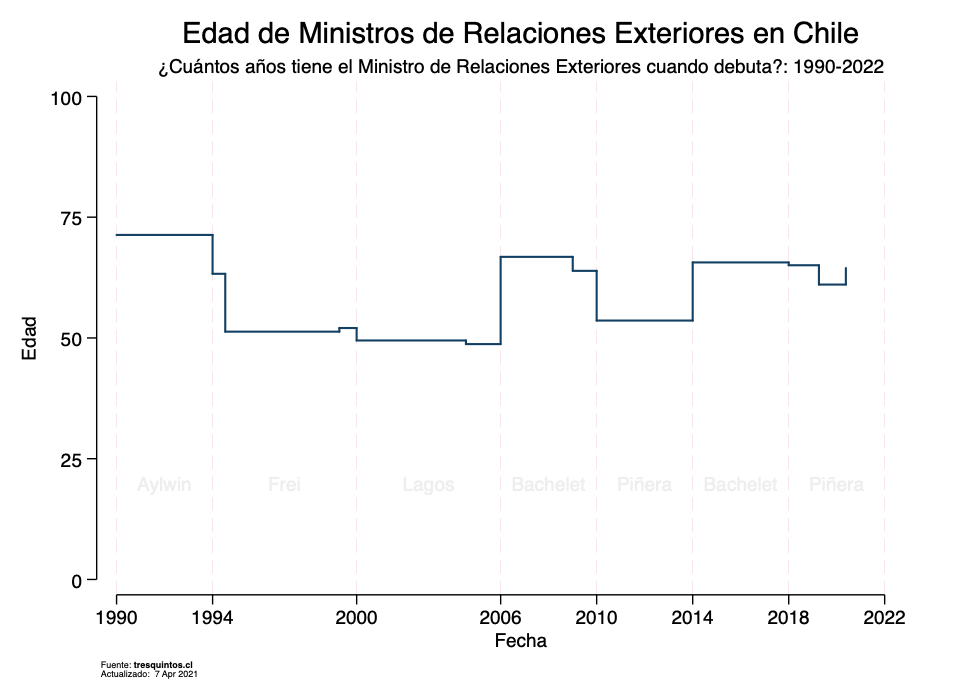 Edad de Ministros de Relaciones Exteriores en Chile
¿Cuántos años tiene el Ministro de Relaciones Exteriores cuando debuta?: 1990-2022
100
75
50
25
0
Edad
Aylwin Frei Lagos Bachelet Piñera Bachelet Piñera
1990 1994 2000 2006 2010 2014 2018 2022
Fecha
Fuente: tresquintos.cl
Actualizado: 7 Apr 2021